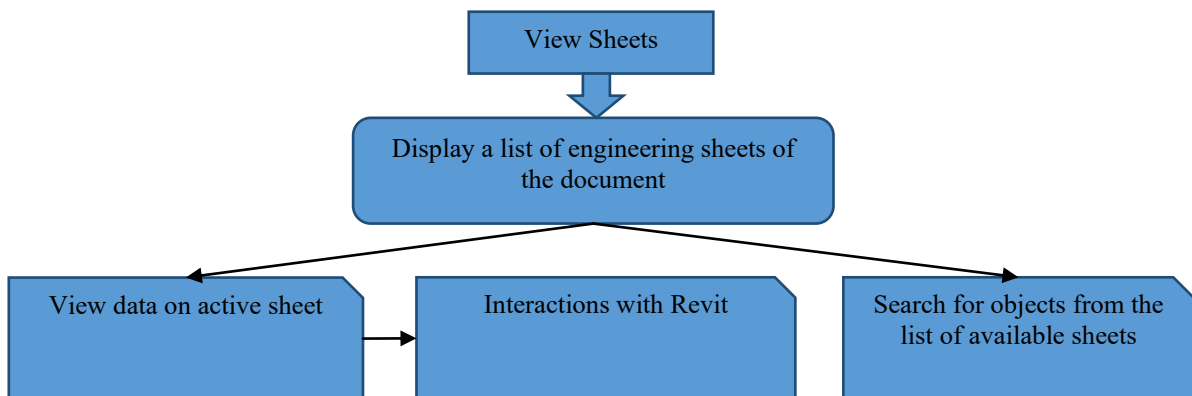 View Sheets
Display a list of engineering sheets of
the document
View data on active sheet
Interactions with Revit
Search for objects from the
list of available sheets